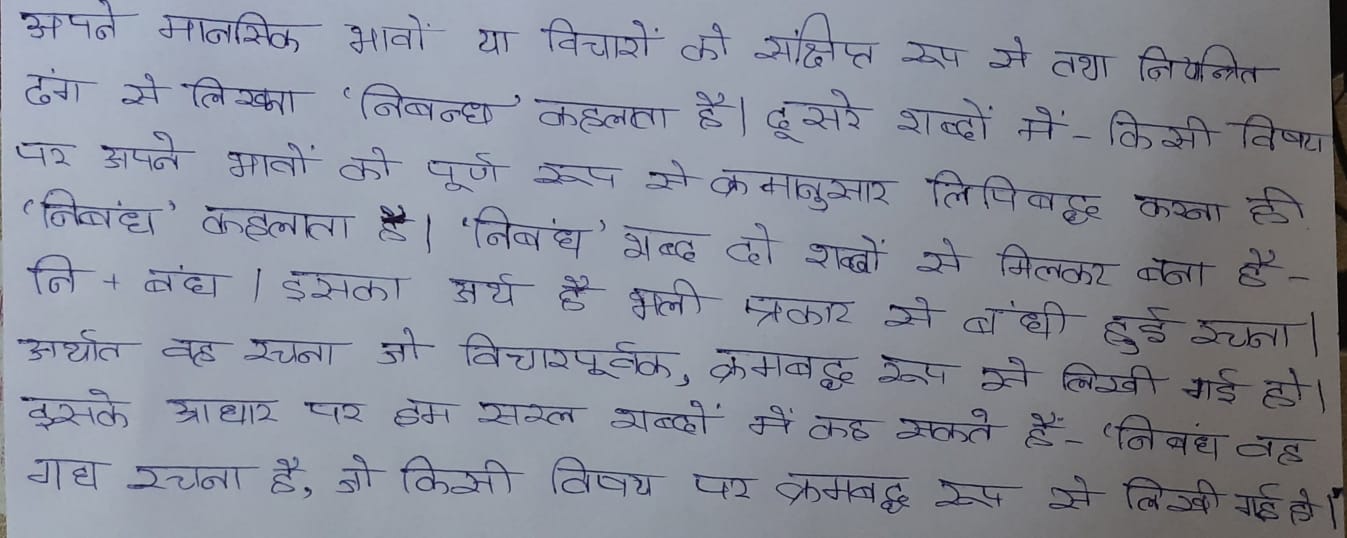 अपने मानसिक भावों या विचारों को संक्षिप्त रूप से तथा नियन्त्रित
ढंग से लिखना 'निबन्ध' कहलता है। दूसरे शब्दों में - किसी विषय
पर अपने भावों को पूर्ण रूप से क्रमानुसार लिपिबद्ध करना ही
'निबंध' कहलाता है। 'निबंध' शब्द दो शब्दों से मिलकर बना है -
नि + बंध। इसका अर्थ है भली प्रकार से बंधी हुई रचना।
अर्थात वह रचना जो विचारपूर्वक, क्रमबद्ध रूप से लिखी गई हो।
इसके आधार पर हम सरल शब्दों में कह सकते हैं - 'निबंध वह
गद्य रचना है, जो किसी विषय पर क्रमबद्ध रूप से लिखी गई हो।'